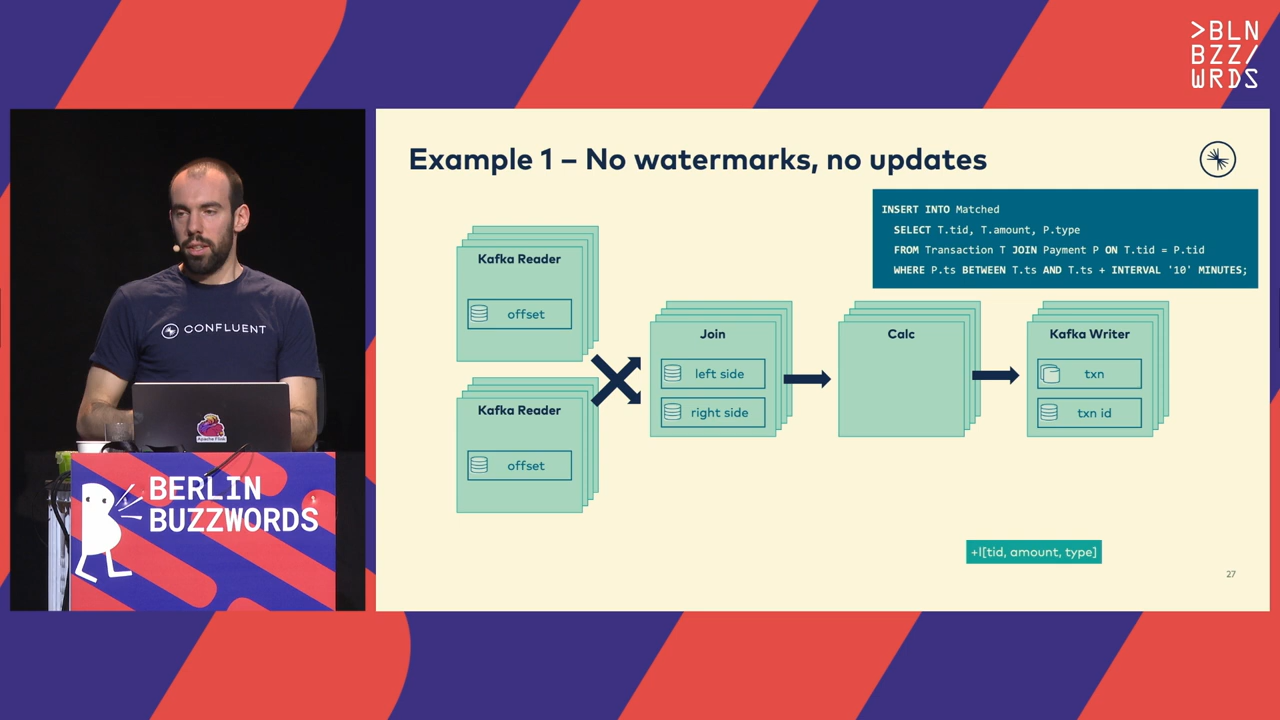 >BLN
BZZ/
WRDS
Example 1 – No watermarks, no updates
INSERT INTO Matched
SELECT T.tid, T.amount, P.type
FROM Transaction T JOIN Payment P ON T.tid = P.tid
WHERE P.ts BETWEEN T.ts AND T.ts + INTERVAL '10' MINUTES;
Kafka Reader
offset
Kafka Reader
offset
Join
left side
right side
Calc
Kafka Writer
txn
txn id
+I[tid, amount, type]
27
CONFLUENT
Apache Flink
BERLIN
BUZZWORDS